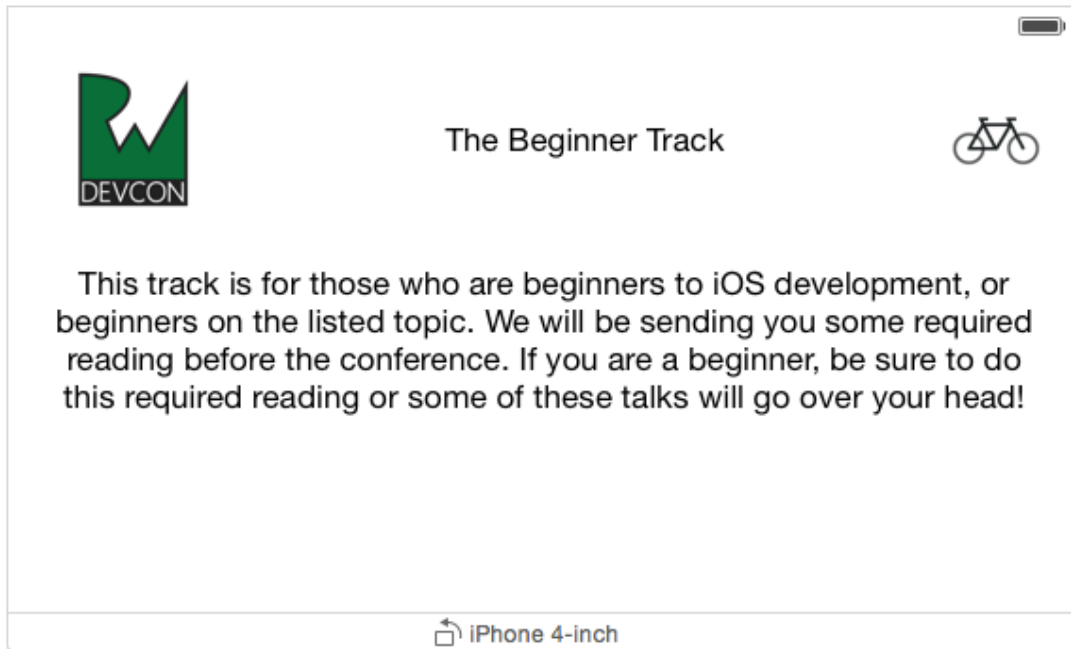 RW
DEVCON
The Beginner Track
This track is for those who are beginners to iOS development, or
beginners on the listed topic. We will be sending you some required
reading before the conference. If you are a beginner, be sure to do
this required reading or some of these talks will go over your head!
iPhone 4-inch